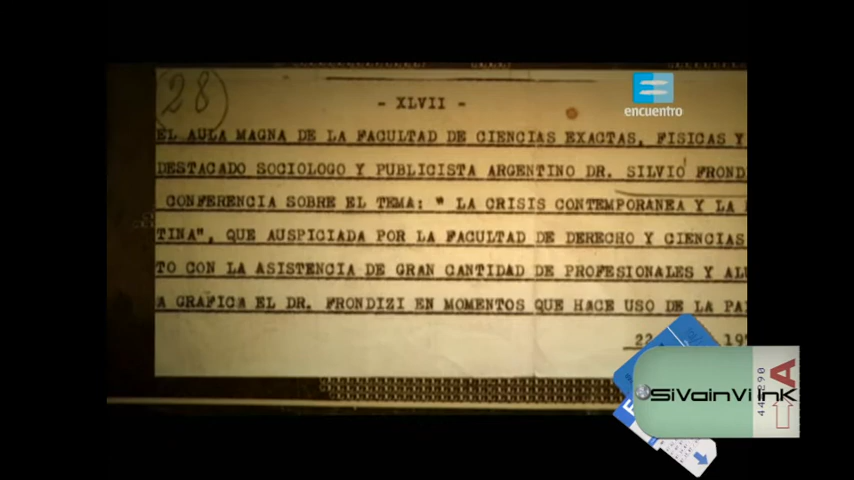 (28)
- XLVII -
encuentro
EL AULA MAGNA DE LA FACULTAD DE CIENCIAS EXACTAS, FISICAS Y
DESTACADO SOCIOLOGO Y PUBLICISTA ARGENTINO DR. SILVIO FROND
CONFERENCIA SOBRE EL TEMA: " LA CRISIS CONTEMPORANEA Y LA
TINA", QUE AUSPICIADA POR LA FACULTAD DE DERECHO Y CIENCIAS
TO CON LA ASISTENCIA DE GRAN CANTIDAD DE PROFESIONALES Y ALU
A GRAFICA EL DR. FRONDIZI EN MOMENTOS QUE HACE USO DE LA PA
22 19
SiVainVi InK
A